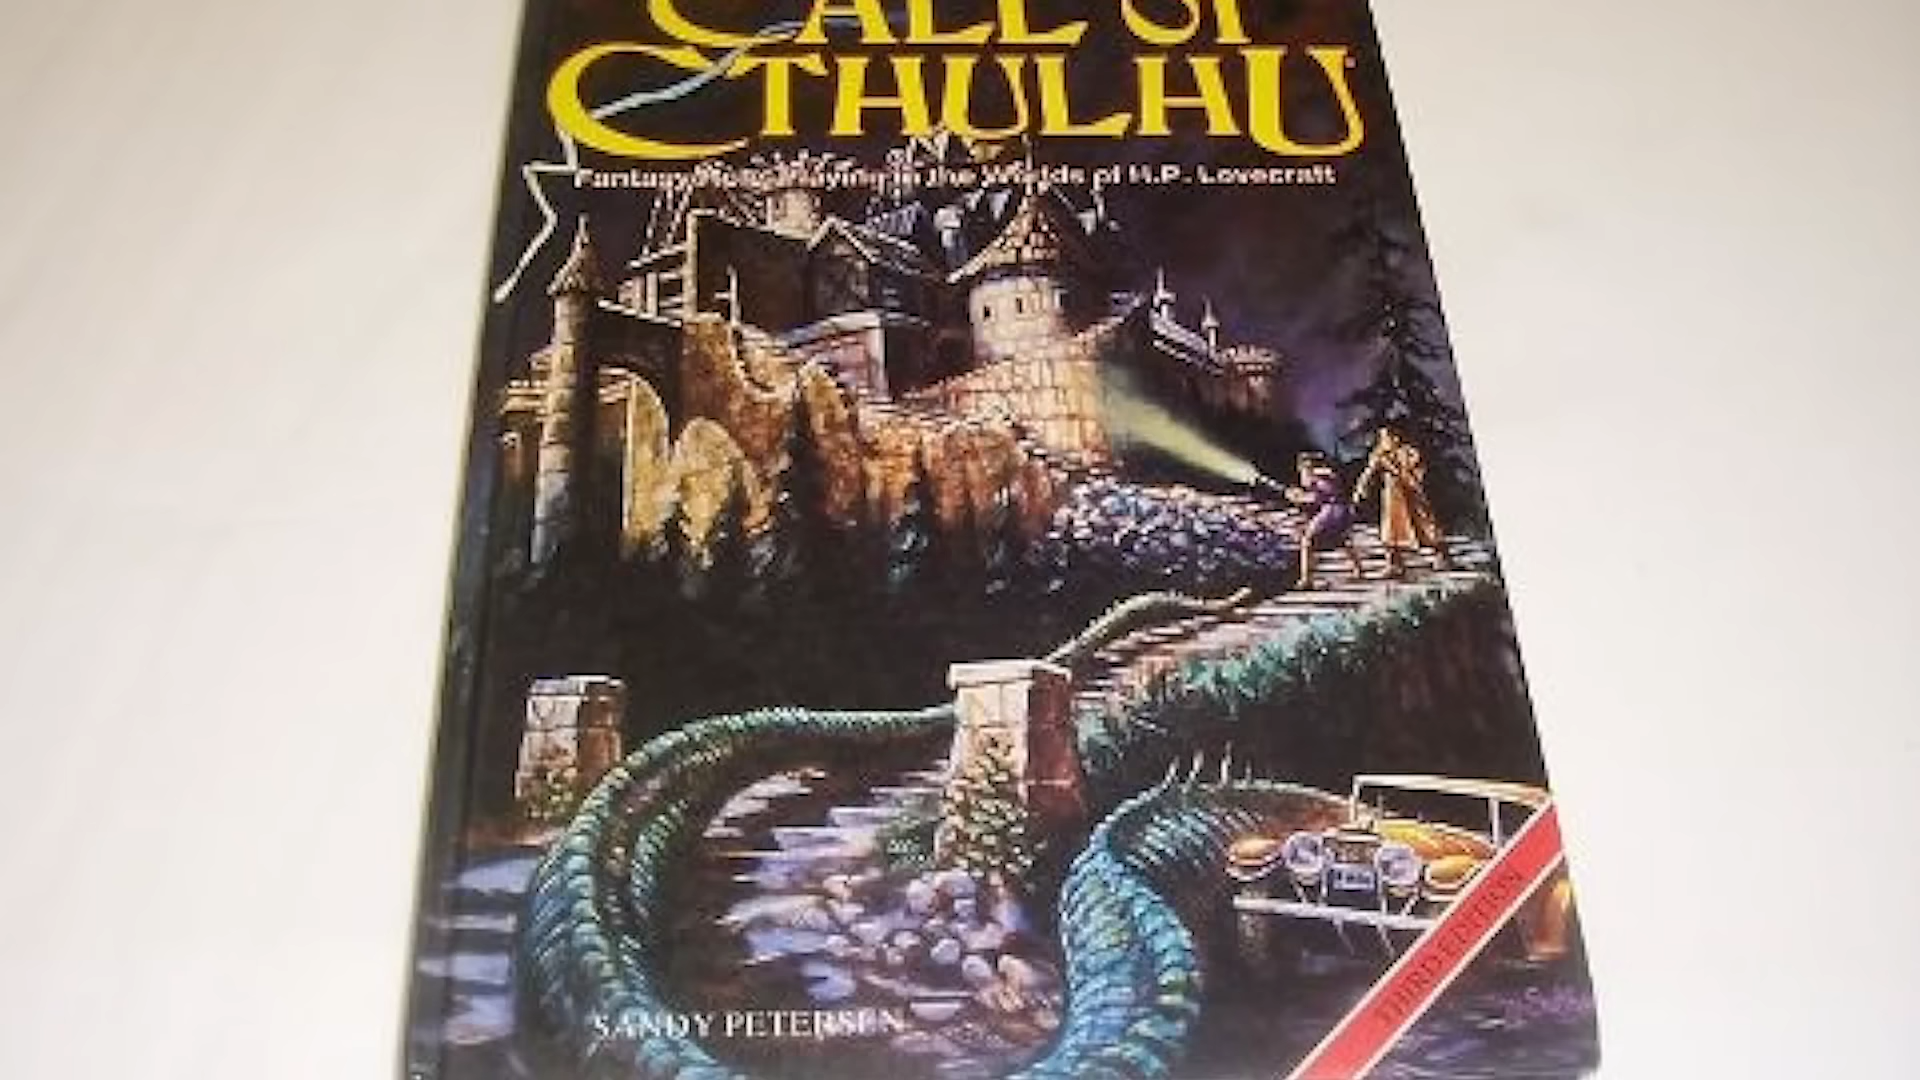 CALL of
CTHULHU
Fantasy Role Playing in the Worlds of H.P. Lovecraft
SANDY PETERSEN
THIRD EDITION